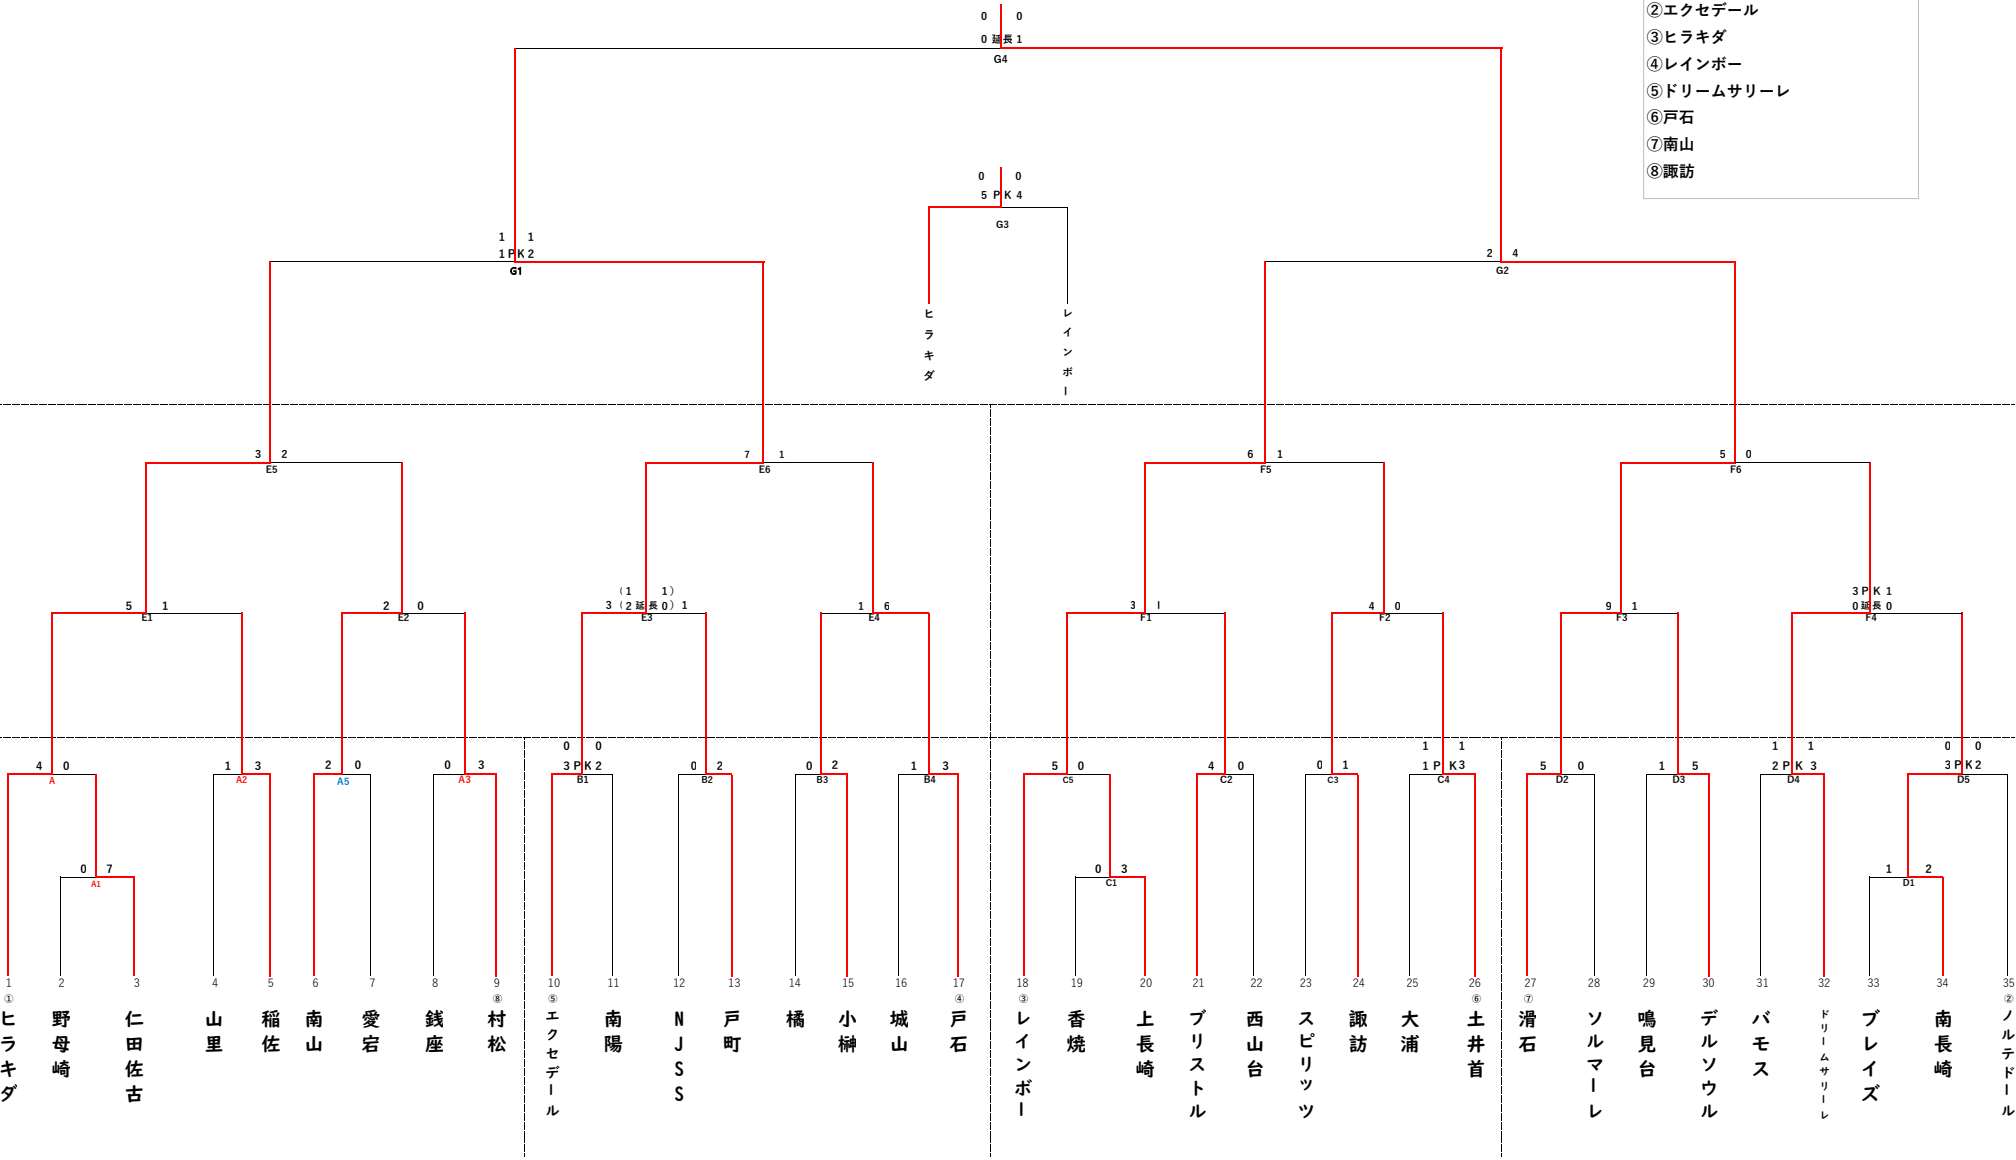 ②エクセデール
③ヒラキダ
④レインボー
⑤ドリームサリーレ
⑥戸石
⑦南山
⑧諏訪
0 0
0 延長 1
G4
0 0
5 PK 4
G3
ヒラキダ
レインボー
1 1
1 PK 2
G1
2 4
G2
3 2
E5
7 1
E6
6 1
F5
5 0
F6
5 1
E1
2 0
E2
(1 1)
3 (2 延長 0) 1
E3
1 6
E4
3 1
F1
4 0
F2
9 1
F3
3 PK 1
0 延長 0
F4
4 0
A
1 3
A2
2 0
A5
0 3
A3
0 0
3 PK 2
B1
0 2
B2
0 2
B3
1 3
B4
5 0
C5
4 0
C2
0 1
C3
1 1
1 PK 3
C4
5 0
D2
1 5
D3
1 1
2 PK 3
D4
0 0
3 PK 2
D5
0 7
A1
0 3
C1
1 2
D1
1 ① ヒラキダ
2 野母崎
3 仁田佐古
4 山里
5 稲佐
6 南山
7 愛宕
8 銭座
9 ⑧ 村松
10 ⑤ エクセデール
11 南陽
12 NJSS
13 戸町
14 橘
15 小榊
16 城山
17 ④ 戸石
18 ③ レインボー
19 香焼
20 上長崎
21 ブリストル
22 西山台
23 スピリッツ
24 諏訪
25 大浦
26 ⑥ 土井首
27 ⑦ 滑石
28 ソルマーレ
29 鳴見台
30 デルソウル
31 バモス
32 ドリームサリーレ
33 ブレイズ
34 南長崎
35 ② ノルテドール